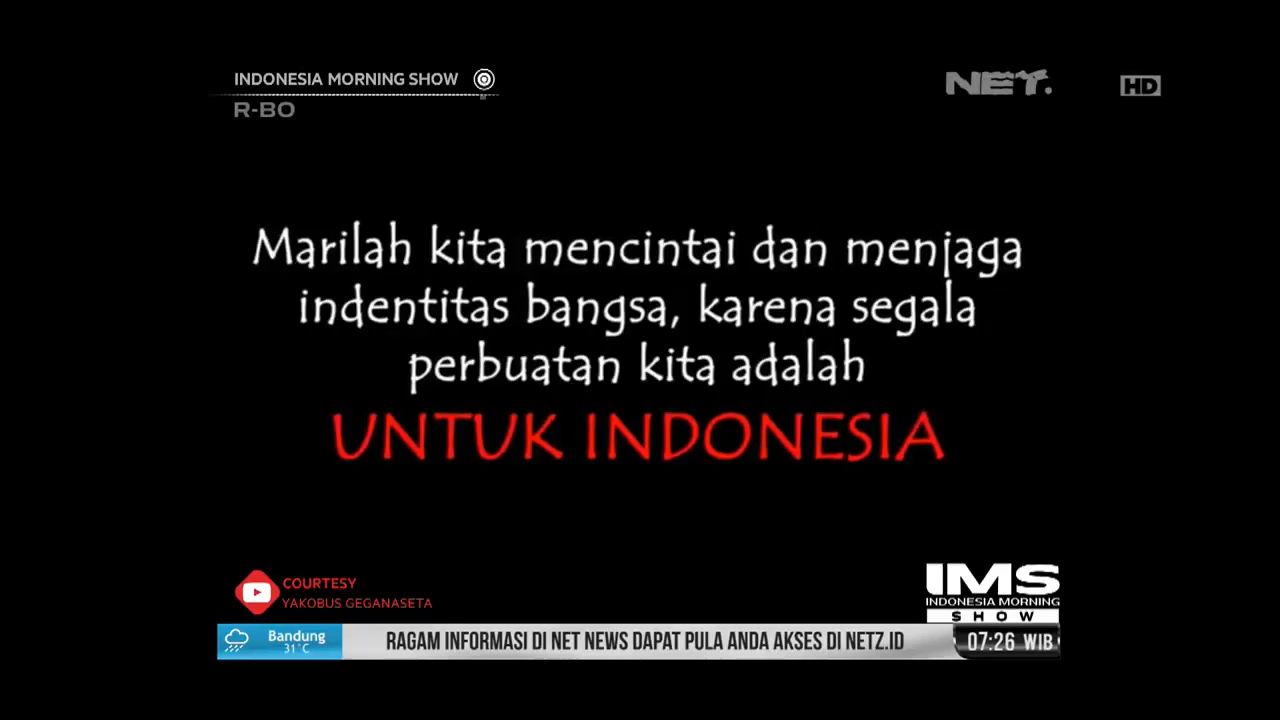 INDONESIA MORNING SHOW
NET.
HD
R-BO
Marilah kita mencintai dan menjaga
indentitas bangsa, karena segala
perbuatan kita adalah
UNTUK INDONESIA
COURTESY
YAKOBUS GEGANASETA
IMS
INDONESIA MORNING
SHOW
Bandung
31°C
RAGAM INFORMASI DI NET NEWS DAPAT PULA ANDA AKSES DI NETZ.ID
07:26 WIB